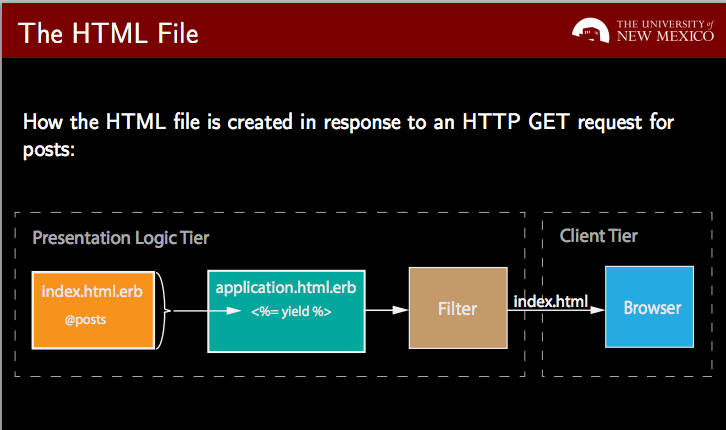 The HTML File
THE UNIVERSITY of
NEW MEXICO
How the HTML file is created in response to an HTTP GET request for
posts:
Presentation Logic Tier
Client Tier
index.html.erb
@posts
application.html.erb
<%= yield %>
Filter
index.html
Browser